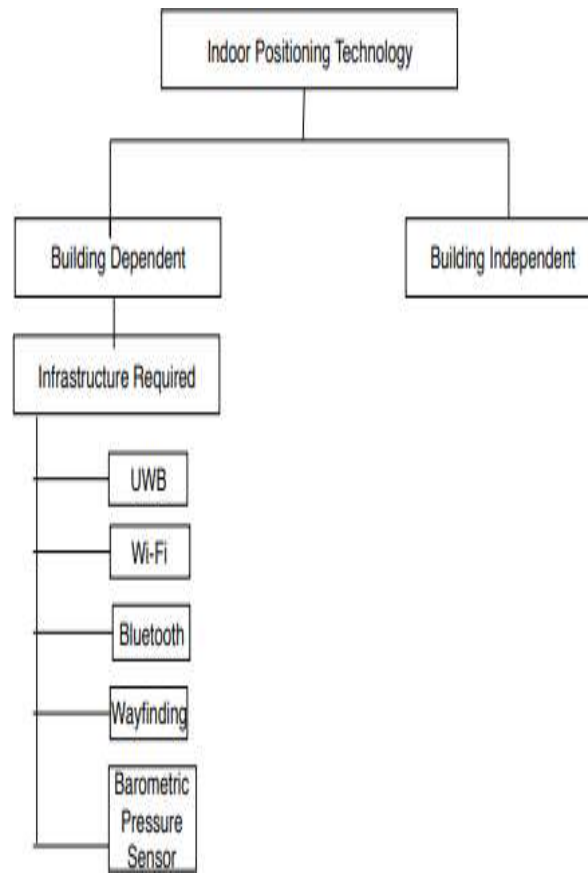 Indoor Positioning Technology
Building Dependent
Building Independent
Infrastructure Required
UWB
Wi-Fi
Bluetooth
Wayfinding
Barometric
Pressure
Sensor